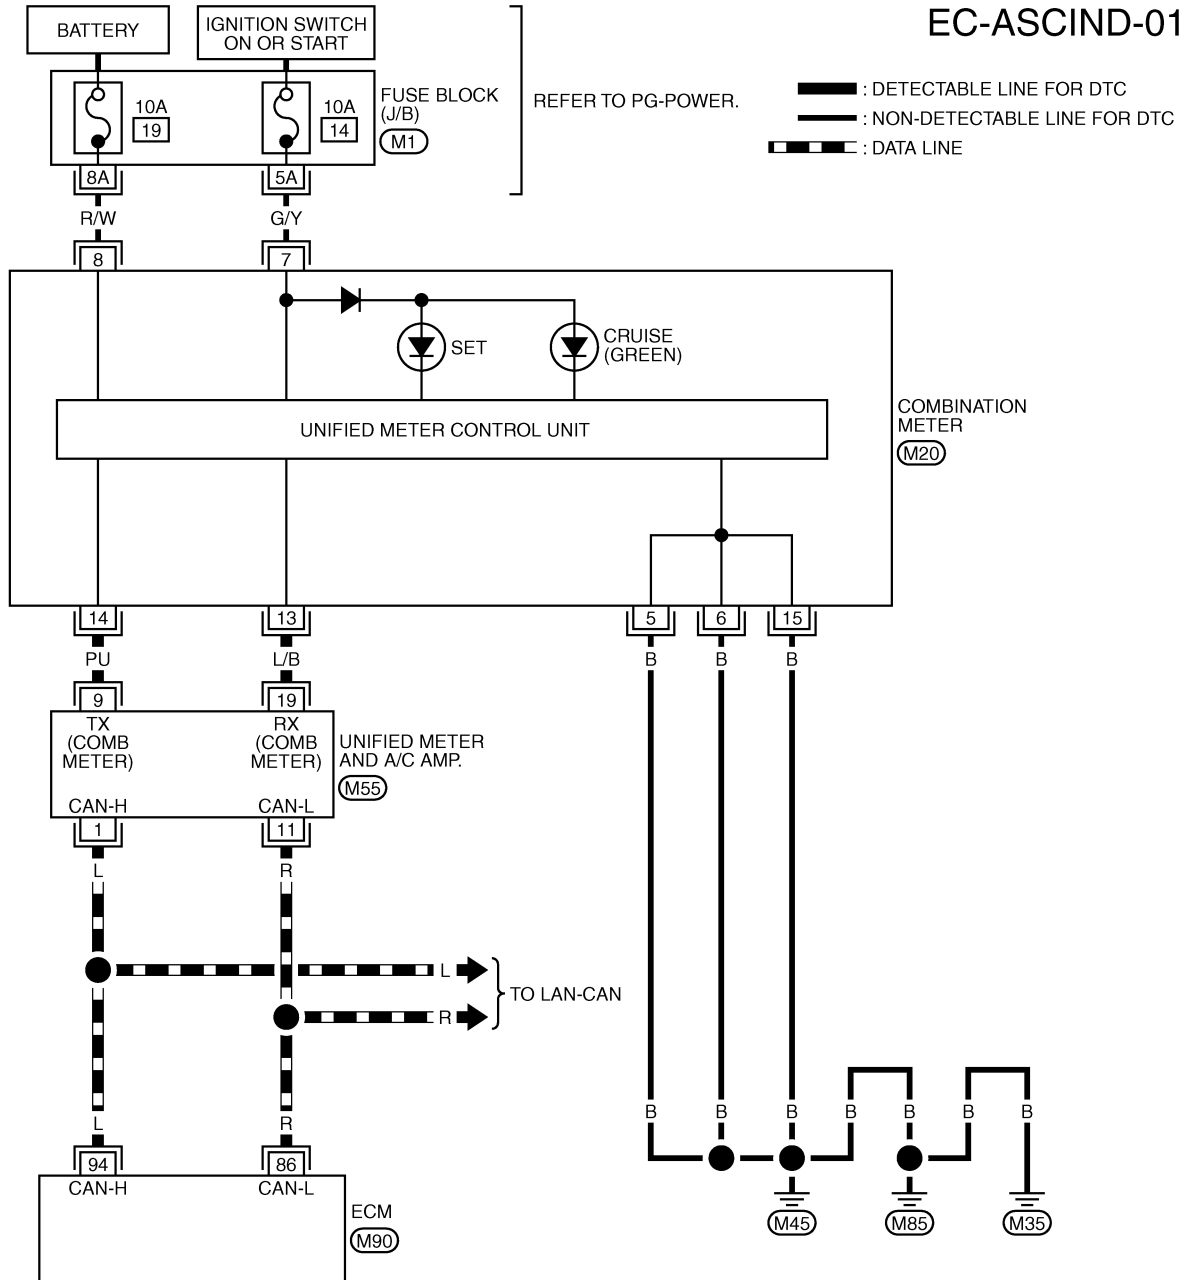 EC-ASCIND-01
BATTERY
IGNITION SWITCH
ON OR START
10A
19
10A
14
FUSE BLOCK
(J/B)
M1
REFER TO PG-POWER.
: DETECTABLE LINE FOR DTC
: NON-DETECTABLE LINE FOR DTC
: DATA LINE
8A
5A
R/W
G/Y
8
7
SET
CRUISE
(GREEN)
UNIFIED METER CONTROL UNIT
COMBINATION
METER
M20
14
13
5
6
15
PU
L/B
B
B
B
9
19
TX
(COMB
METER)
RX
(COMB
METER)
UNIFIED METER
AND A/C AMP.
M55
CAN-H
CAN-L
1
11
L
R
L
R
TO LAN-CAN
L
R
B
B
B
B
B
B
B
94
86
CAN-H
CAN-L
ECM
M90
M45
M85
M35